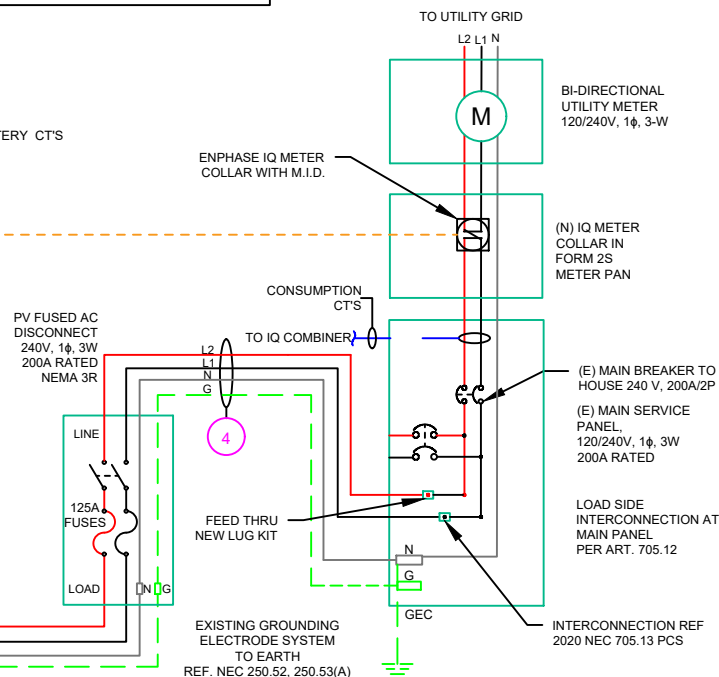 TO UTILITY GRID
L2 L1 N
M
BI-DIRECTIONAL
UTILITY METER
120/240V, 1ϕ, 3-W
TERY CT'S
ENPHASE IQ METER
COLLAR WITH M.I.D.
(N) IQ METER
COLLAR IN
FORM 2S
METER PAN
CONSUMPTION
CT'S
TO IQ COMBINER
PV FUSED AC
DISCONNECT
240V, 1ϕ, 3W
200A RATED
NEMA 3R
L2
L1
N
G
4
(E) MAIN BREAKER TO
HOUSE 240 V, 200A/2P
(E) MAIN SERVICE
PANEL,
120/240V, 1ϕ, 3W
200A RATED
LINE
125A
FUSES
LOAD
N
G
FEED THRU
NEW LUG KIT
LOAD SIDE
INTERCONNECTION AT
MAIN PANEL
PER ART. 705.12
N
G
GEC
EXISTING GROUNDING
ELECTRODE SYSTEM
TO EARTH
REF. NEC 250.52, 250.53(A)
INTERCONNECTION REF
2020 NEC 705.13 PCS